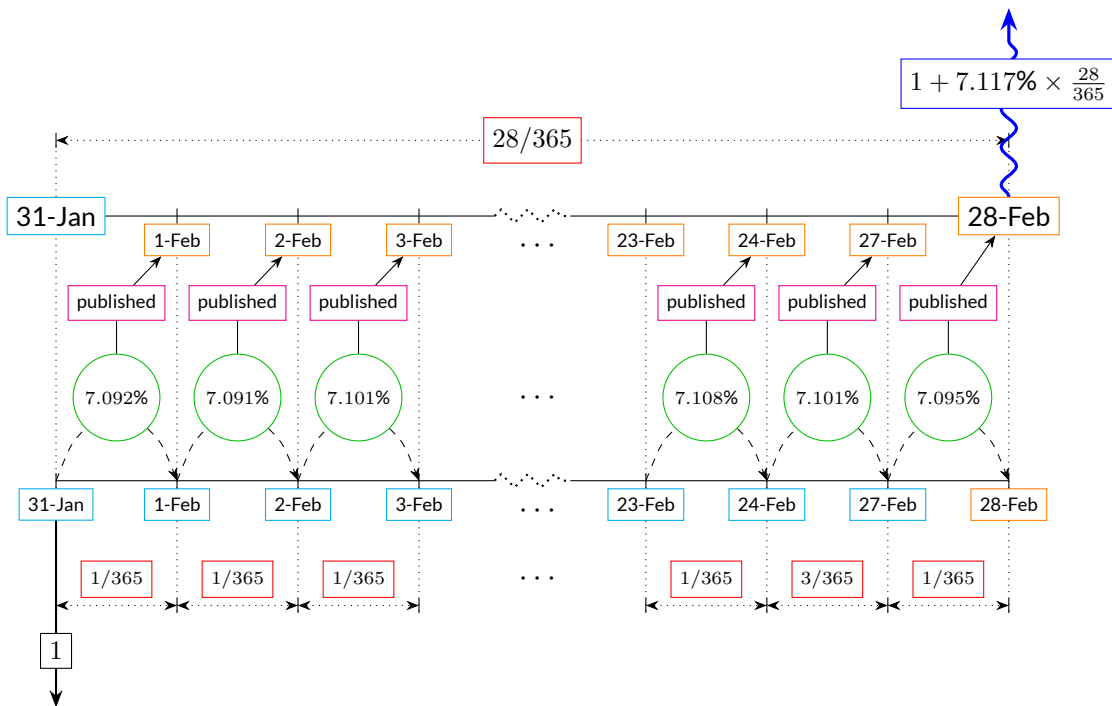 1 + 7.117% × 28/365
28/365
31-Jan 28-Feb
1-Feb 2-Feb 3-Feb ... 23-Feb 24-Feb 27-Feb
published published published published published published
7.092% 7.091% 7.101% ... 7.108% 7.101% 7.095%
31-Jan 1-Feb 2-Feb 3-Feb ... 23-Feb 24-Feb 27-Feb 28-Feb
1/365 1/365 1/365 ... 1/365 3/365 1/365
1